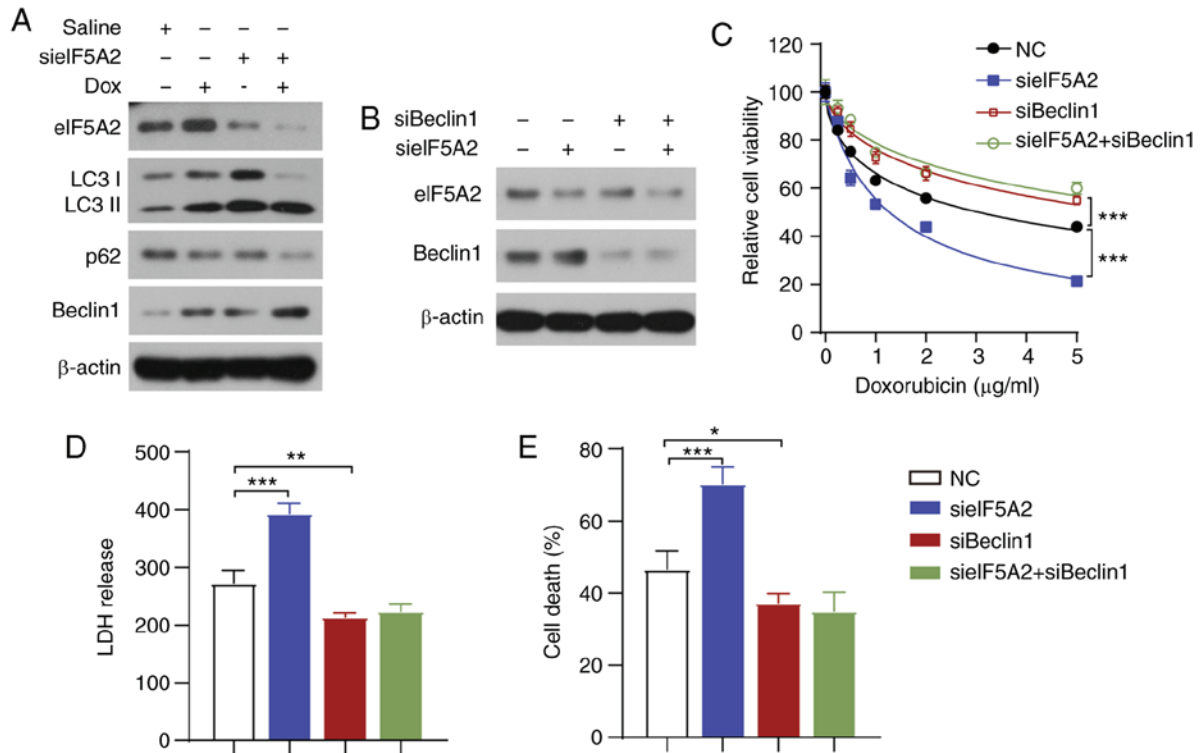 A
Saline + – – –
sieIF5A2 – – + +
Dox – + - +
eIF5A2
LC3 I
LC3 II
p62
Beclin1
β-actin
B
siBeclin1 – – + +
sieIF5A2 – + – +
eIF5A2
Beclin1
β-actin
C
NC
sieIF5A2
siBeclin1
sieIF5A2+siBeclin1
Relative cell viability
120
100
80
60
40
20
0
0 1 2 3 4 5
Doxorubicin (μg/ml)
***
***
D
LDH release
500
400
300
200
100
0
**
***
E
Cell death (%)
80
60
40
20
0
*
***
NC
sieIF5A2
siBeclin1
sieIF5A2+siBeclin1